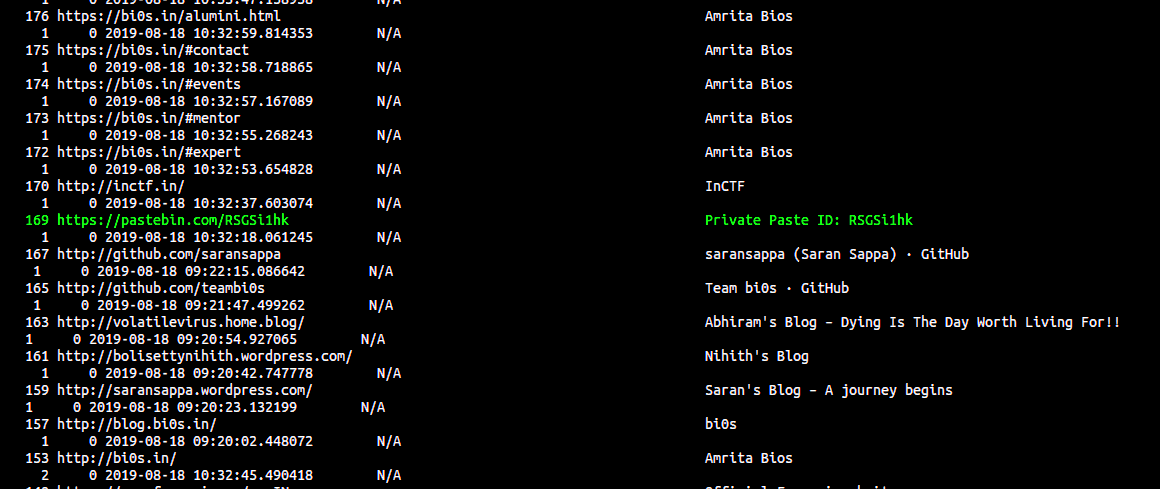 176 https://bi0s.in/alumini.html Amrita Bios
1 0 2019-08-18 10:32:59.814353 N/A
175 https://bi0s.in/#contact Amrita Bios
1 0 2019-08-18 10:32:58.718865 N/A
174 https://bi0s.in/#events Amrita Bios
1 0 2019-08-18 10:32:57.167089 N/A
173 https://bi0s.in/#mentor Amrita Bios
1 0 2019-08-18 10:32:55.268243 N/A
172 https://bi0s.in/#expert Amrita Bios
1 0 2019-08-18 10:32:53.654828 N/A
170 http://inctf.in/ InCTF
1 0 2019-08-18 10:32:37.603074 N/A
169 https://pastebin.com/RSGSi1hk Private Paste ID: RSGSi1hk
1 0 2019-08-18 10:32:18.061245 N/A
167 http://github.com/saransappa saransappa (Saran Sappa) · GitHub
1 0 2019-08-18 09:22:15.086642 N/A
165 http://github.com/teambi0s Team bi0s · GitHub
1 0 2019-08-18 09:21:47.499262 N/A
163 http://volatilevirus.home.blog/ Abhiram's Blog – Dying Is The Day Worth Living For!!
1 0 2019-08-18 09:20:54.927065 N/A
161 http://bolisettynihith.wordpress.com/ Nihith's Blog
1 0 2019-08-18 09:20:42.747778 N/A
159 http://saransappa.wordpress.com/ Saran's Blog – A journey begins
1 0 2019-08-18 09:20:23.132199 N/A
157 http://blog.bi0s.in/ bi0s
1 0 2019-08-18 09:20:02.448072 N/A
153 http://bi0s.in/ Amrita Bios
2 0 2019-08-18 10:32:45.490418 N/A